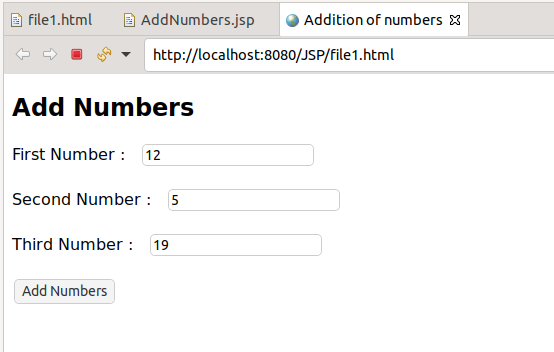 file1.html AddNumbers.jsp Addition of numbers
http://localhost:8080/JSP/file1.html
Add Numbers
First Number : 12
Second Number : 5
Third Number : 19
Add Numbers